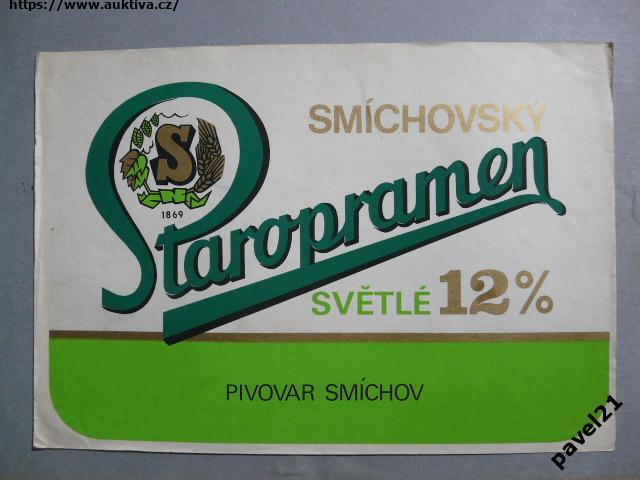 https://www.auktiva.cz/
SMÍCHOVSKÝ
S
1869
Staropramen
SVĚTLÉ 12%
PIVOVAR SMÍCHOV
pavel21